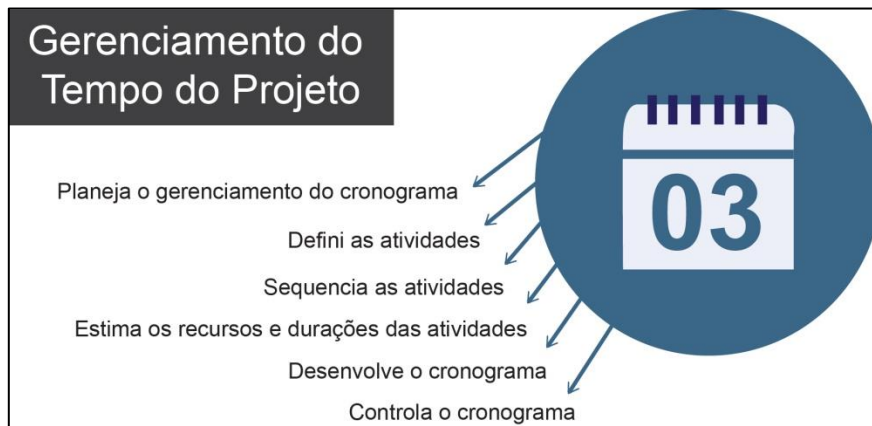 Gerenciamento do
Tempo do Projeto
03
Planeja o gerenciamento do cronograma
Defini as atividades
Sequencia as atividades
Estima os recursos e durações das atividades
Desenvolve o cronograma
Controla o cronograma